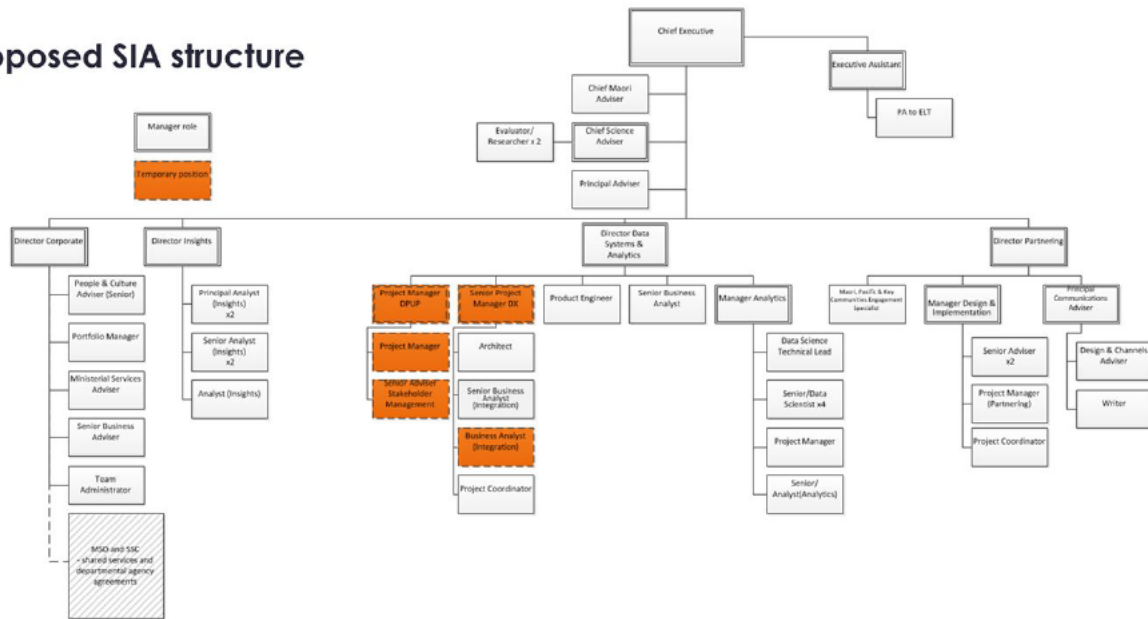 oposed SIA structure
Chief Executive
Executive Assistant
PA to ELT
Chief Maori
Adviser
Evaluator/
Researcher x 2
Chief Science
Adviser
Principal Adviser
Manager role
Temporary position
Director Corporate
Director Insights
Director Data
Systems &
Analytics
Director Partnering
People & Culture
Adviser (Senior)
Portfolio Manager
Ministerial Services
Adviser
Senior Business
Adviser
Team
Administrator
MSD and SSC
- shared services and
departmental agency
agreements
Principal Analyst
(Insights)
x2
Senior Analyst
(Insights)
x2
Analyst (Insights)
Project Manager
DPUP
Project Manager
Senior Adviser
Stakeholder
Management
Senior Project
Manager DX
Architect
Senior Business
Analyst
(Integration)
Business Analyst
(Integration)
Project Coordinator
Product Engineer
Senior Business
Analyst
Manager Analytics
Data Science
Technical Lead
Senior/Data
Scientist x4
Project Manager
Senior/
Analyst(Analytics)
Maori, Pacific & Key
Communities Engagement
Specialist
Manager Design &
Implementation
Senior Adviser
x2
Project Manager
(Partnering)
Project Coordinator
Principal
Communications
Adviser
Design & Channels
Adviser
Writer